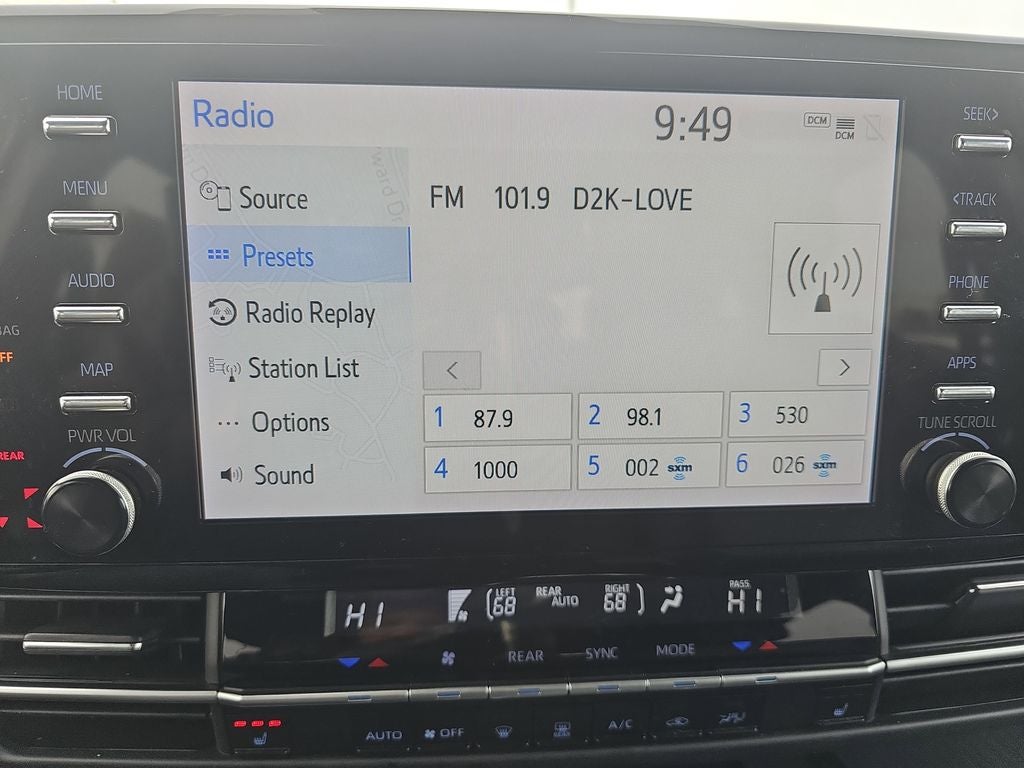 HOME
MENU
AUDIO
MAP
PWR VOL
REAR
Radio
9:49
DCM
DCM
Source
Presets
Radio Replay
Station List
Options
Sound
FM 101.9 D2K-LOVE
<
>
1 87.9
2 98.1
3 530
4 1000
5 002 sxm
6 026 sxm
SEEK>
<TRACK
PHONE
APPS
TUNE SCROLL
HI
LEFT
68
REAR
AUTO
RIGHT
68
PASS.
HI
REAR
SYNC
MODE
AUTO
OFF
A/C